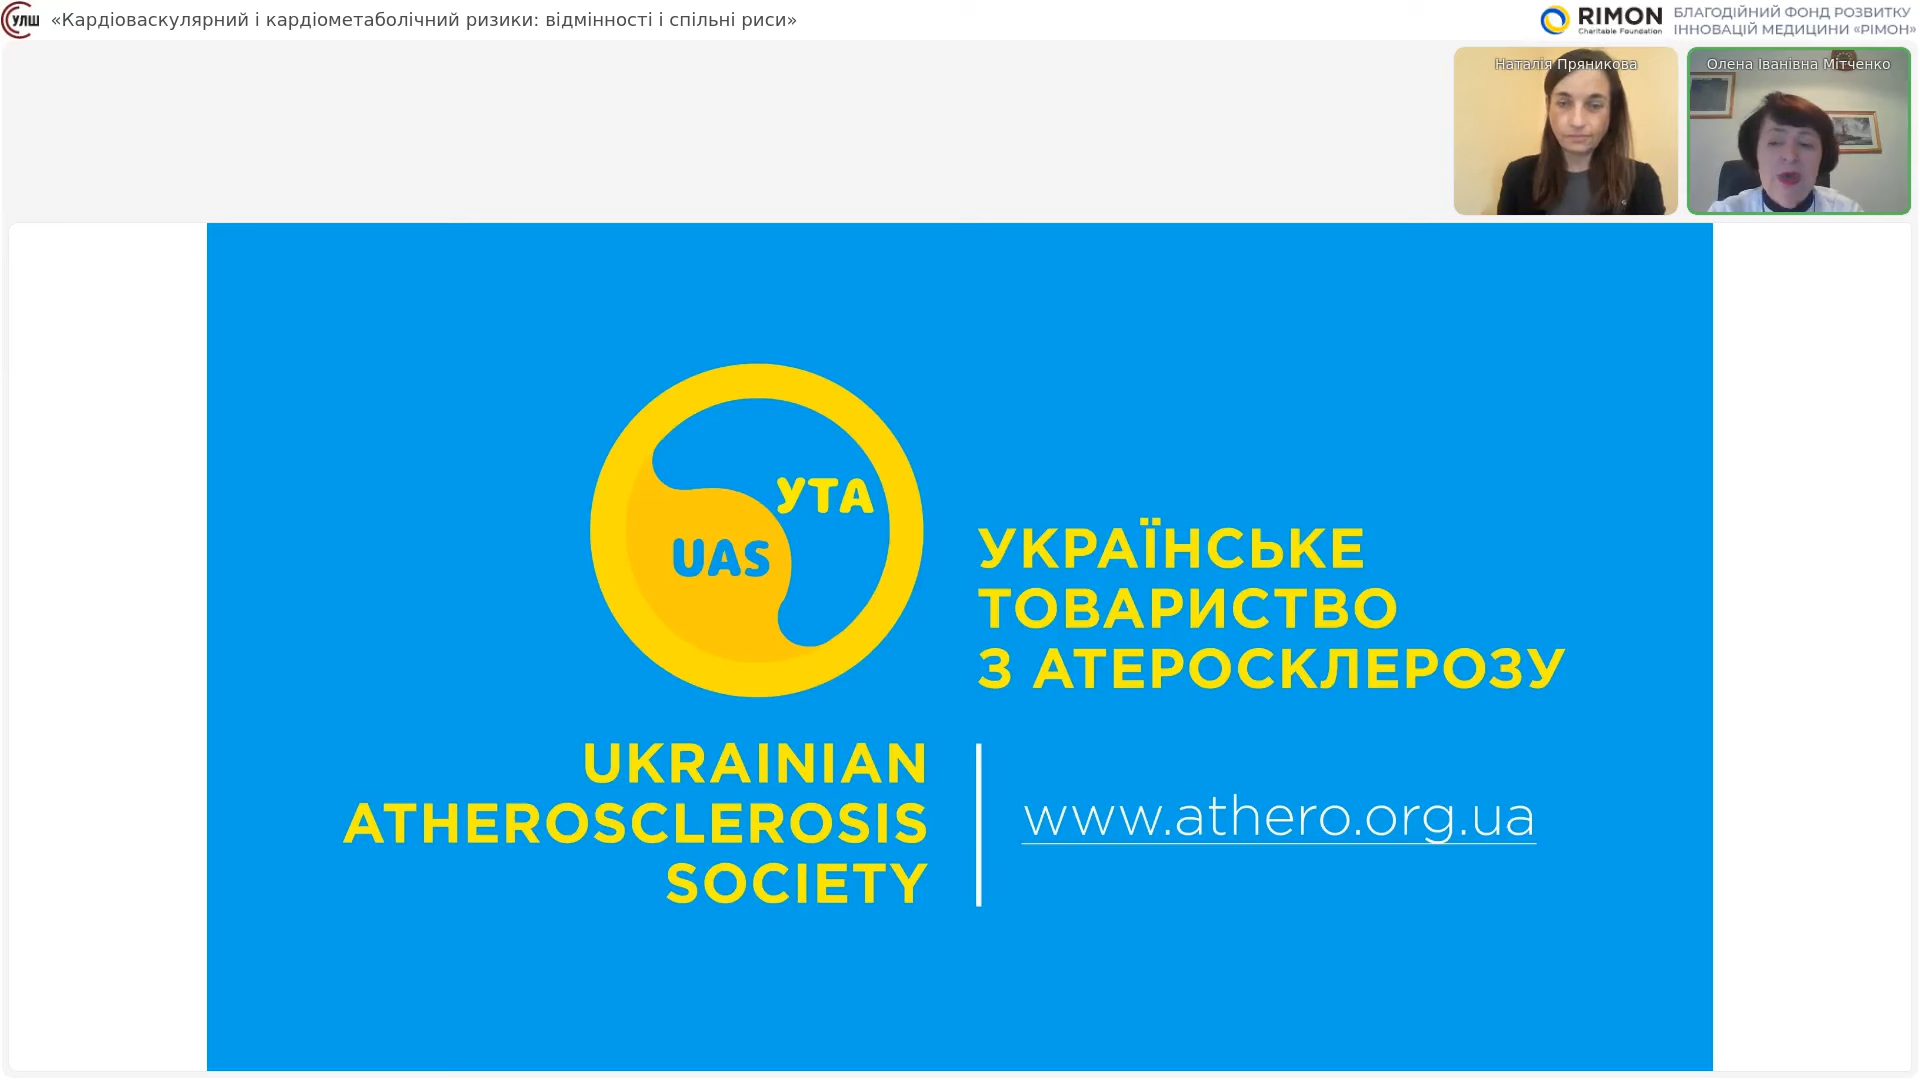 УЛШ «Кардіоваскулярний і кардіометаболічний ризики: відмінності і спільні риси»
RIMON
Charitable Foundation
БЛАГОДІЙНИЙ ФОНД РОЗВИТКУ
ІННОВАЦІЙ МЕДИЦИНИ «РІМОН»
Наталія Пряникова
Олена Іванівна Мітченко
УТА
UAS
УКРАЇНСЬКЕ
ТОВАРИСТВО
З АТЕРОСКЛЕРОЗУ
UKRAINIAN
ATHEROSCLEROSIS
SOCIETY
www.athero.org.ua